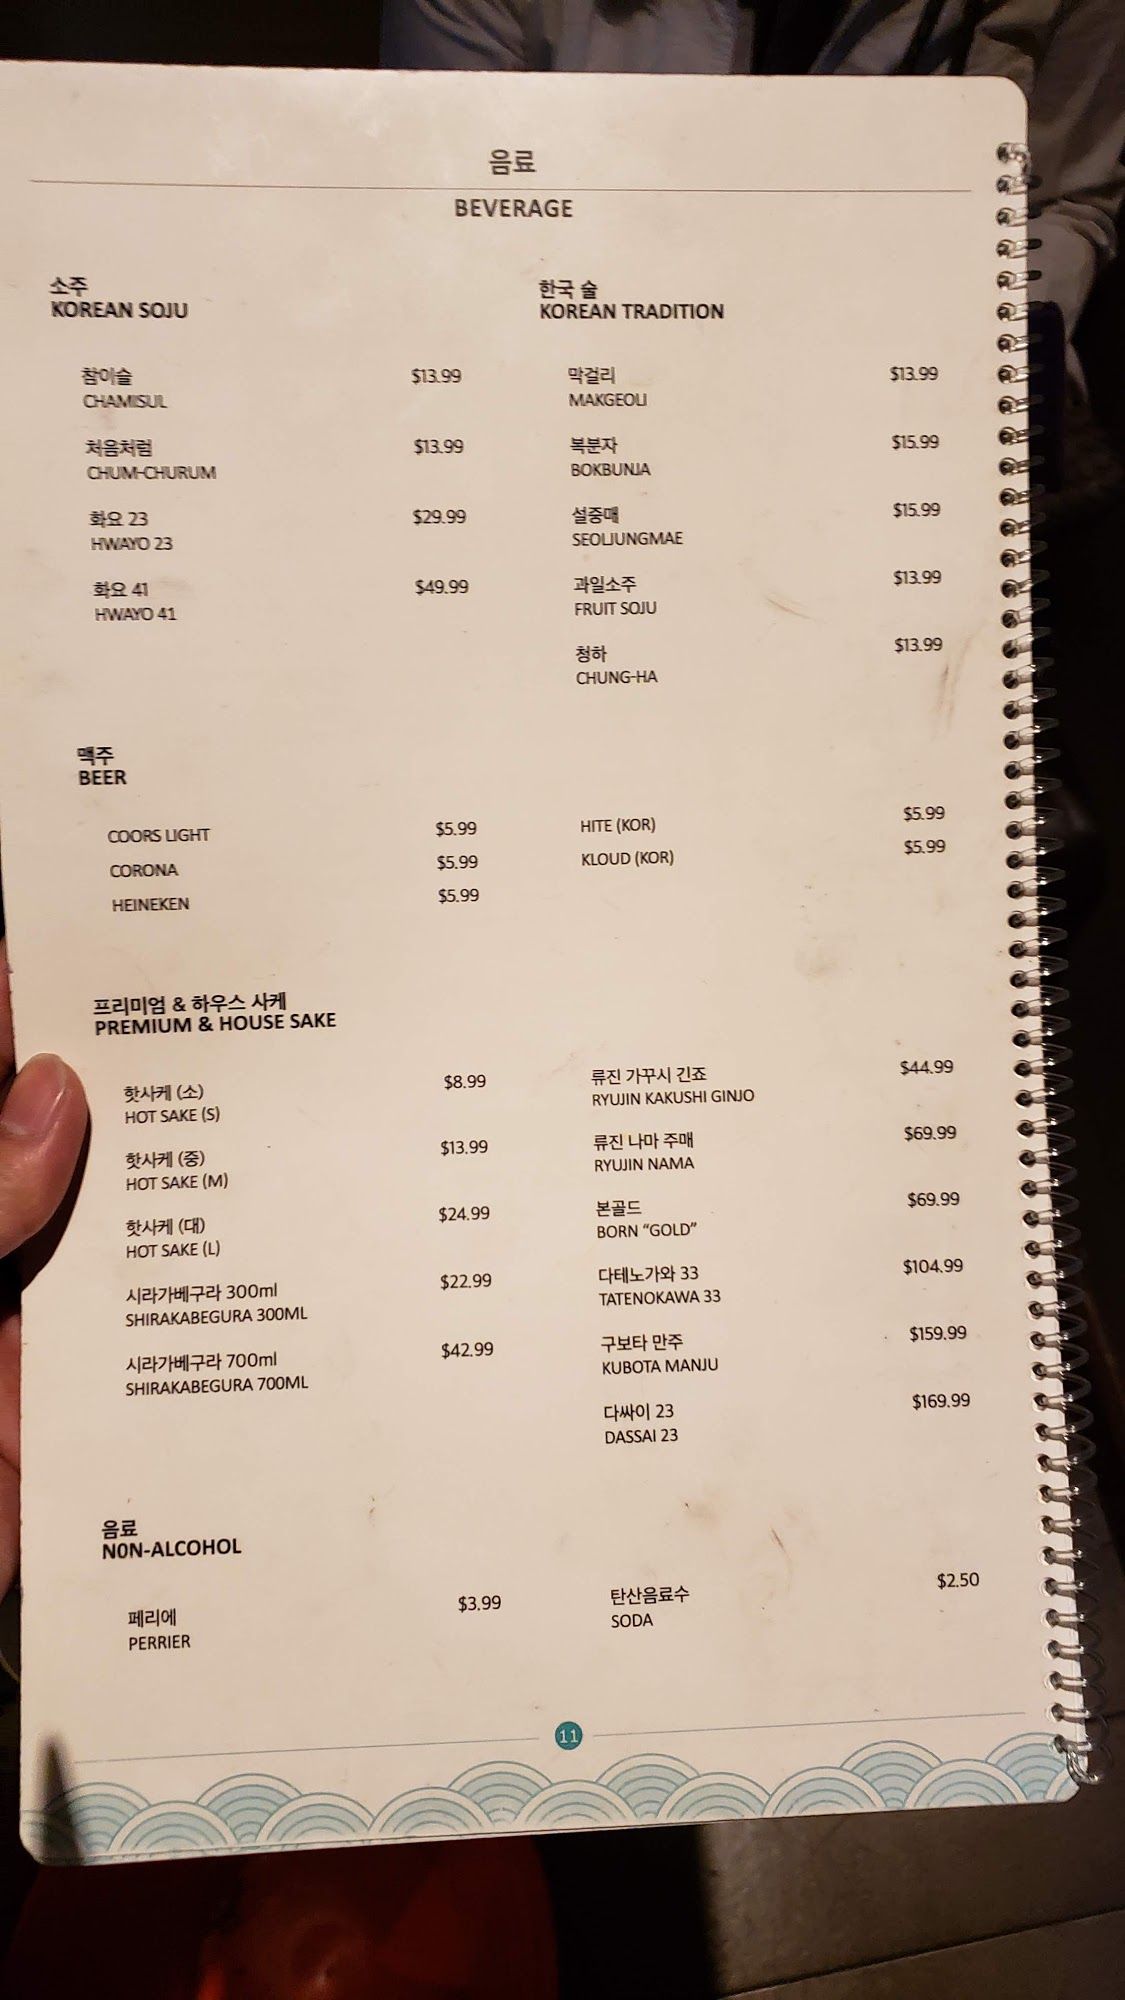 음료
BEVERAGE
소주
KOREAN SOJU
참이슬 $13.99
CHAMISUL
처음처럼 $13.99
CHUM-CHURUM
화요 23 $29.99
HWAYO 23
화요 41 $49.99
HWAYO 41
한국 술
KOREAN TRADITION
막걸리 $13.99
MAKGEOLI
복분자 $15.99
BOKBUNJA
설중매 $15.99
SEOLJUNGMAE
과일소주 $13.99
FRUIT SOJU
청하 $13.99
CHUNG-HA
맥주
BEER
COORS LIGHT $5.99
CORONA $5.99
HEINEKEN $5.99
HITE (KOR) $5.99
KLOUD (KOR) $5.99
프리미엄 & 하우스 사케
PREMIUM & HOUSE SAKE
핫사케 (소) $8.99
HOT SAKE (S)
핫사케 (중) $13.99
HOT SAKE (M)
핫사케 (대) $24.99
HOT SAKE (L)
시라가베구라 300ml $22.99
SHIRAKABEGURA 300ML
시라가베구라 700ml $42.99
SHIRAKABEGURA 700ML
류진 가꾸시 긴죠 $44.99
RYUJIN KAKUSHI GINJO
류진 나마 주매 $69.99
RYUJIN NAMA
본골드 $69.99
BORN “GOLD”
다테노가와 33 $104.99
TATENOKAWA 33
구보타 만주 $159.99
KUBOTA MANJU
다싸이 23 $169.99
DASSAI 23
음료
N0N-ALCOHOL
페리에 $3.99
PERRIER
탄산음료수 $2.50
SODA
11